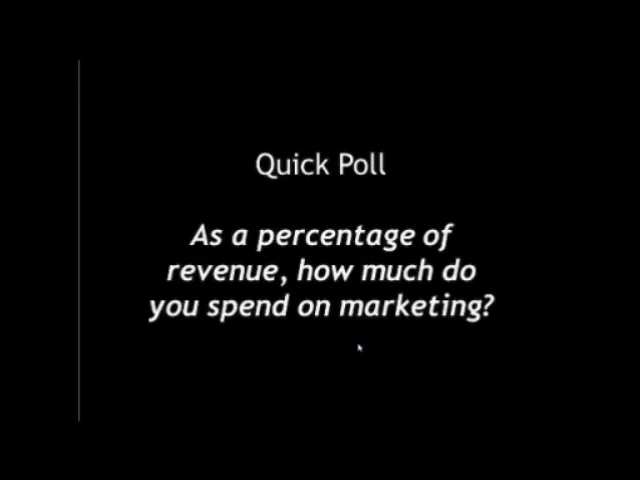 Quick Poll
As a percentage of
revenue, how much do
you spend on marketing?